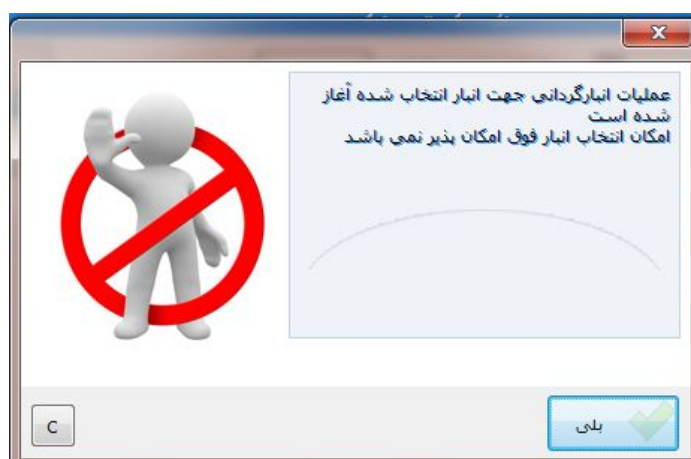 عملیات انبارگردانی جهت انبار انتخاب شده آغاز
شده است
امکان انتخاب انبار فوق امکان پذیر نمی باشد
C
بلی